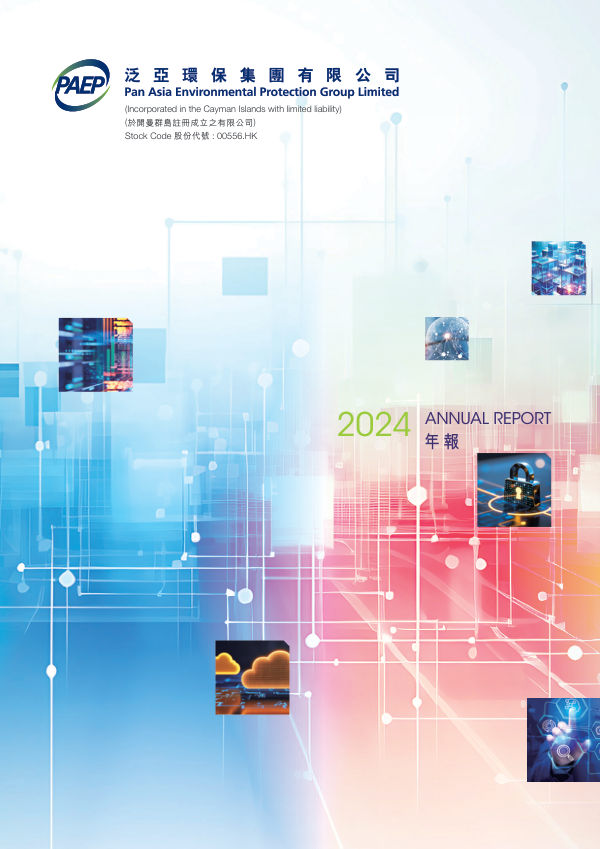 PAEP
泛亞環保集團有限公司
Pan Asia Environmental Protection Group Limited
(Incorporated in the Cayman Islands with limited liability)
(於開曼群島註冊成立之有限公司)
Stock Code 股份代號 : 00556.HK
2024 ANNUAL REPORT
年報